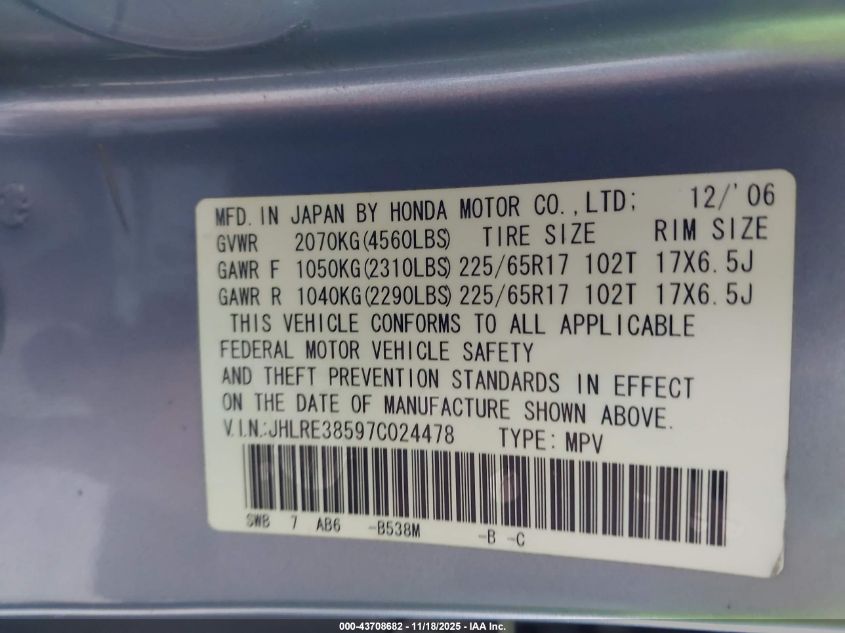 MFD. IN JAPAN BY HONDA MOTOR CO.,LTD; 12/'06
GVWR 2070KG(4560LBS) TIRE SIZE RIM SIZE
GAWR F 1050KG(2310LBS) 225/65R17 102T 17X6.5J
GAWR R 1040KG(2290LBS) 225/65R17 102T 17X6.5J
THIS VEHICLE CONFORMS TO ALL APPLICABLE
FEDERAL MOTOR VEHICLE SAFETY
AND THEFT PREVENTION STANDARDS IN EFFECT
ON THE DATE OF MANUFACTURE SHOWN ABOVE.
V.I.N.:JHLRE38597C024478 TYPE: MPV
SWB 7 AB6 -B538M -B -C
000-43708682 - 11/18/2025 - IAA Inc.